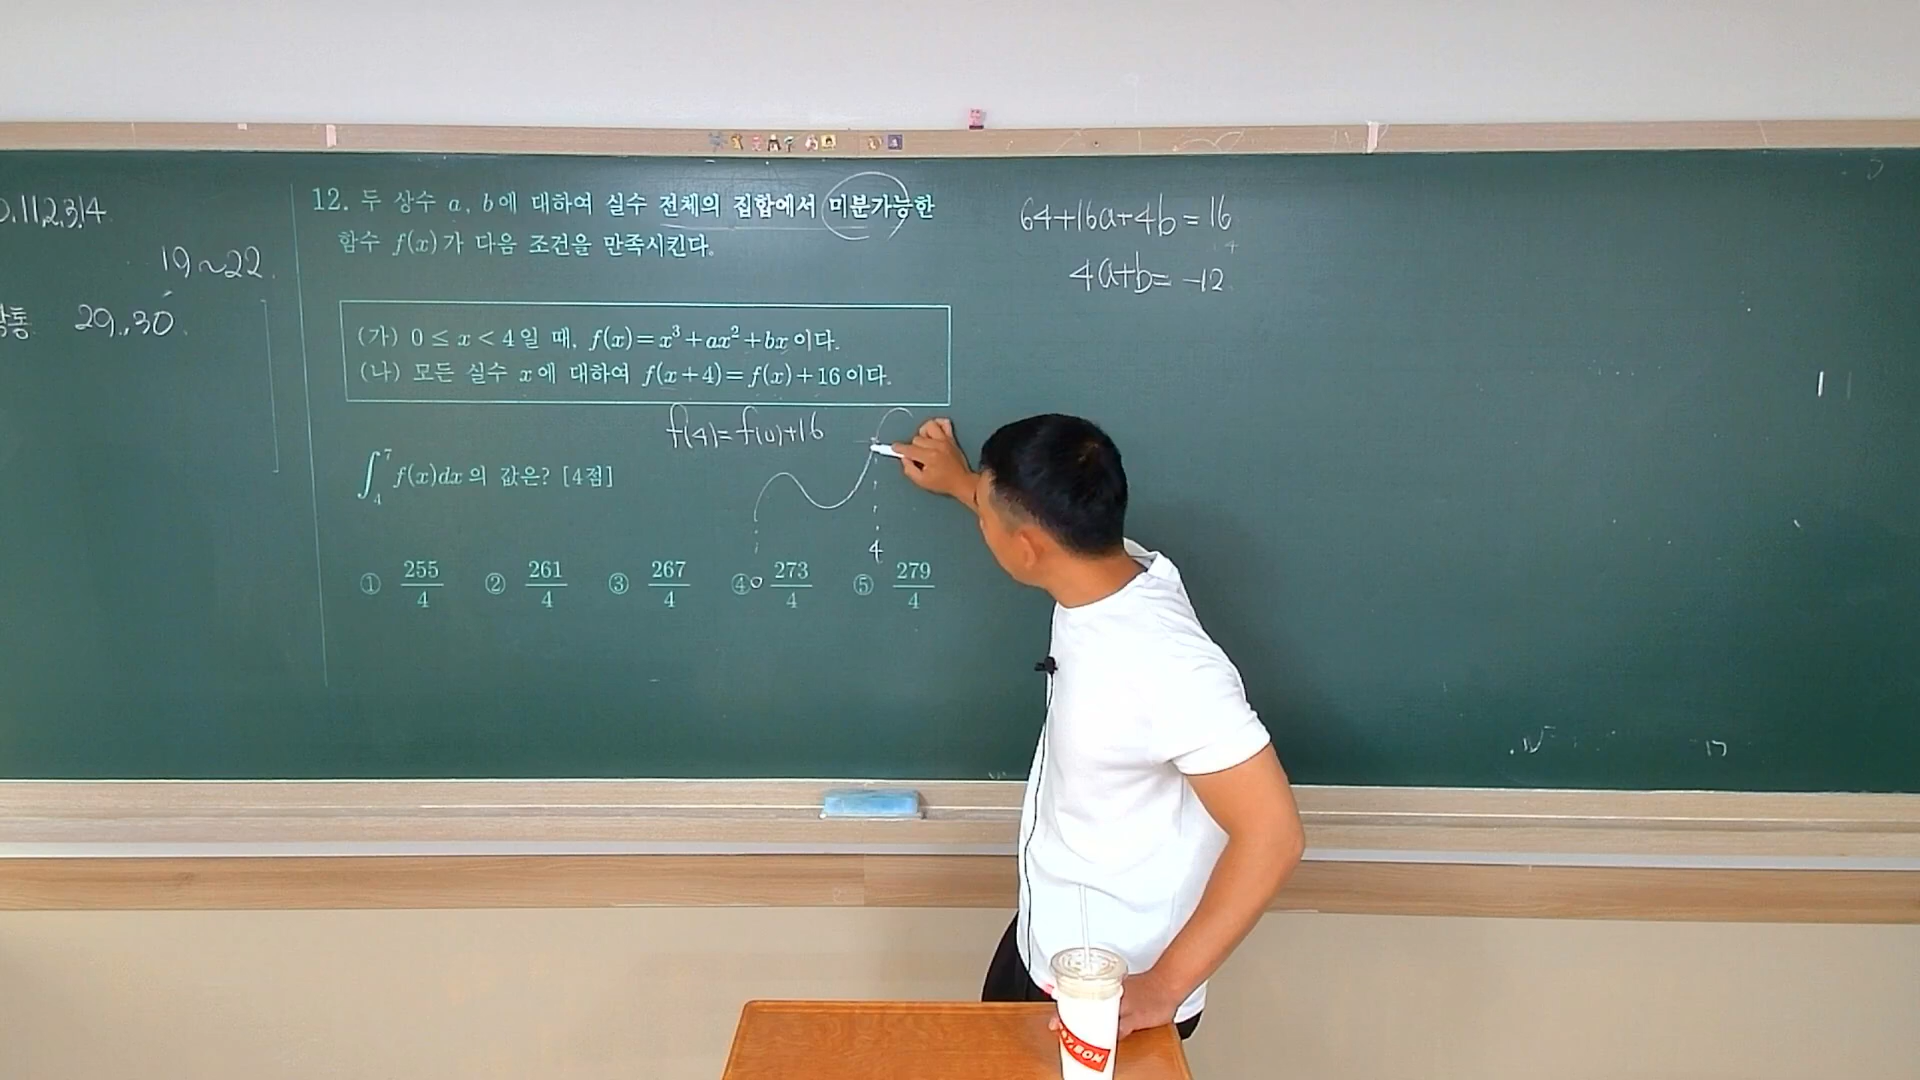 0.11,2,3,14
19~22.
29, 30.
12. 두 상수 a, b에 대하여 실수 전체의 집합에서 미분가능한
함수 f(x)가 다음 조건을 만족시킨다.
(가) 0 ≤ x < 4일 때, f(x)=x³+ax²+bx이다.
(나) 모든 실수 x에 대하여 f(x+4)=f(x)+16이다.
f(4)=f(0)+16
∫₄⁷ f(x)dx의 값은? [4점]
0 4
① 255/4 ② 261/4 ③ 267/4 ④ 273/4 ⑤ 279/4
64+16a+4b=16
4
4a+b=-12